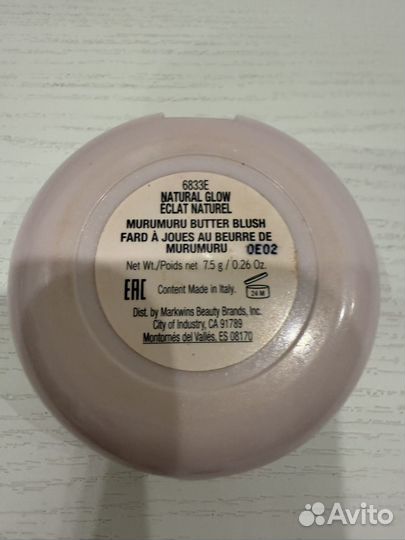 6833E
NATURAL GLOW
ÉCLAT NATUREL
MURUMURU BUTTER BLUSH
FARD À JOUES AU BEURRE DE
MURUMURU 0E02
Net Wt./Poids net 7.5 g / 0.26 Oz.
EAC Content Made in Italy. 24 M
Dist. by Markwins Beauty Brands, Inc.
City of Industry, CA 91789
Montornés del Vallés, ES 08170
Avito